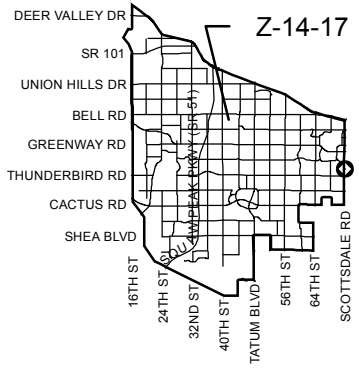 DEER VALLEY DR
Z-14-17
SR 101
UNION HILLS DR
BELL RD
GREENWAY RD
THUNDERBIRD RD
CACTUS RD
SHEA BLVD
SQUAW PEAK PKWY (SR 51)
16TH ST
24TH ST
32ND ST
40TH ST
TATUM BLVD
56TH ST
64TH ST
SCOTTSDALE RD